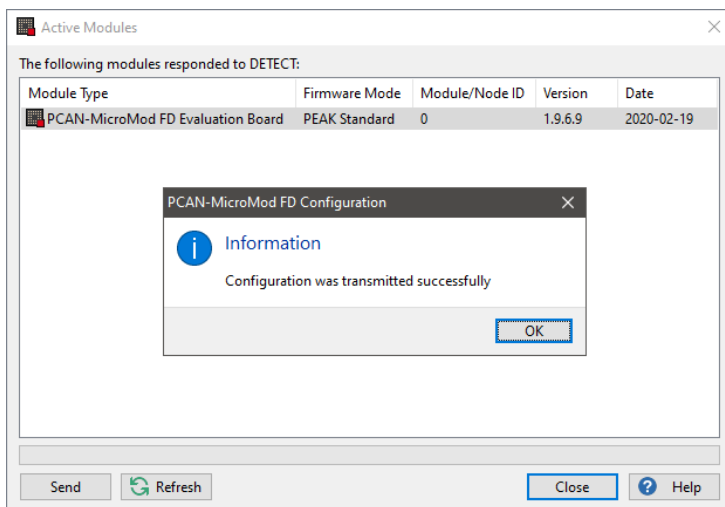 Active Modules
The following modules responded to DETECT:
Module Type Firmware Mode Module/Node ID Version Date
PCAN-MicroMod FD Evaluation Board PEAK Standard 0 1.9.6.9 2020-02-19
PCAN-MicroMod FD Configuration
Information
Configuration was transmitted successfully
OK
Send Refresh Close Help